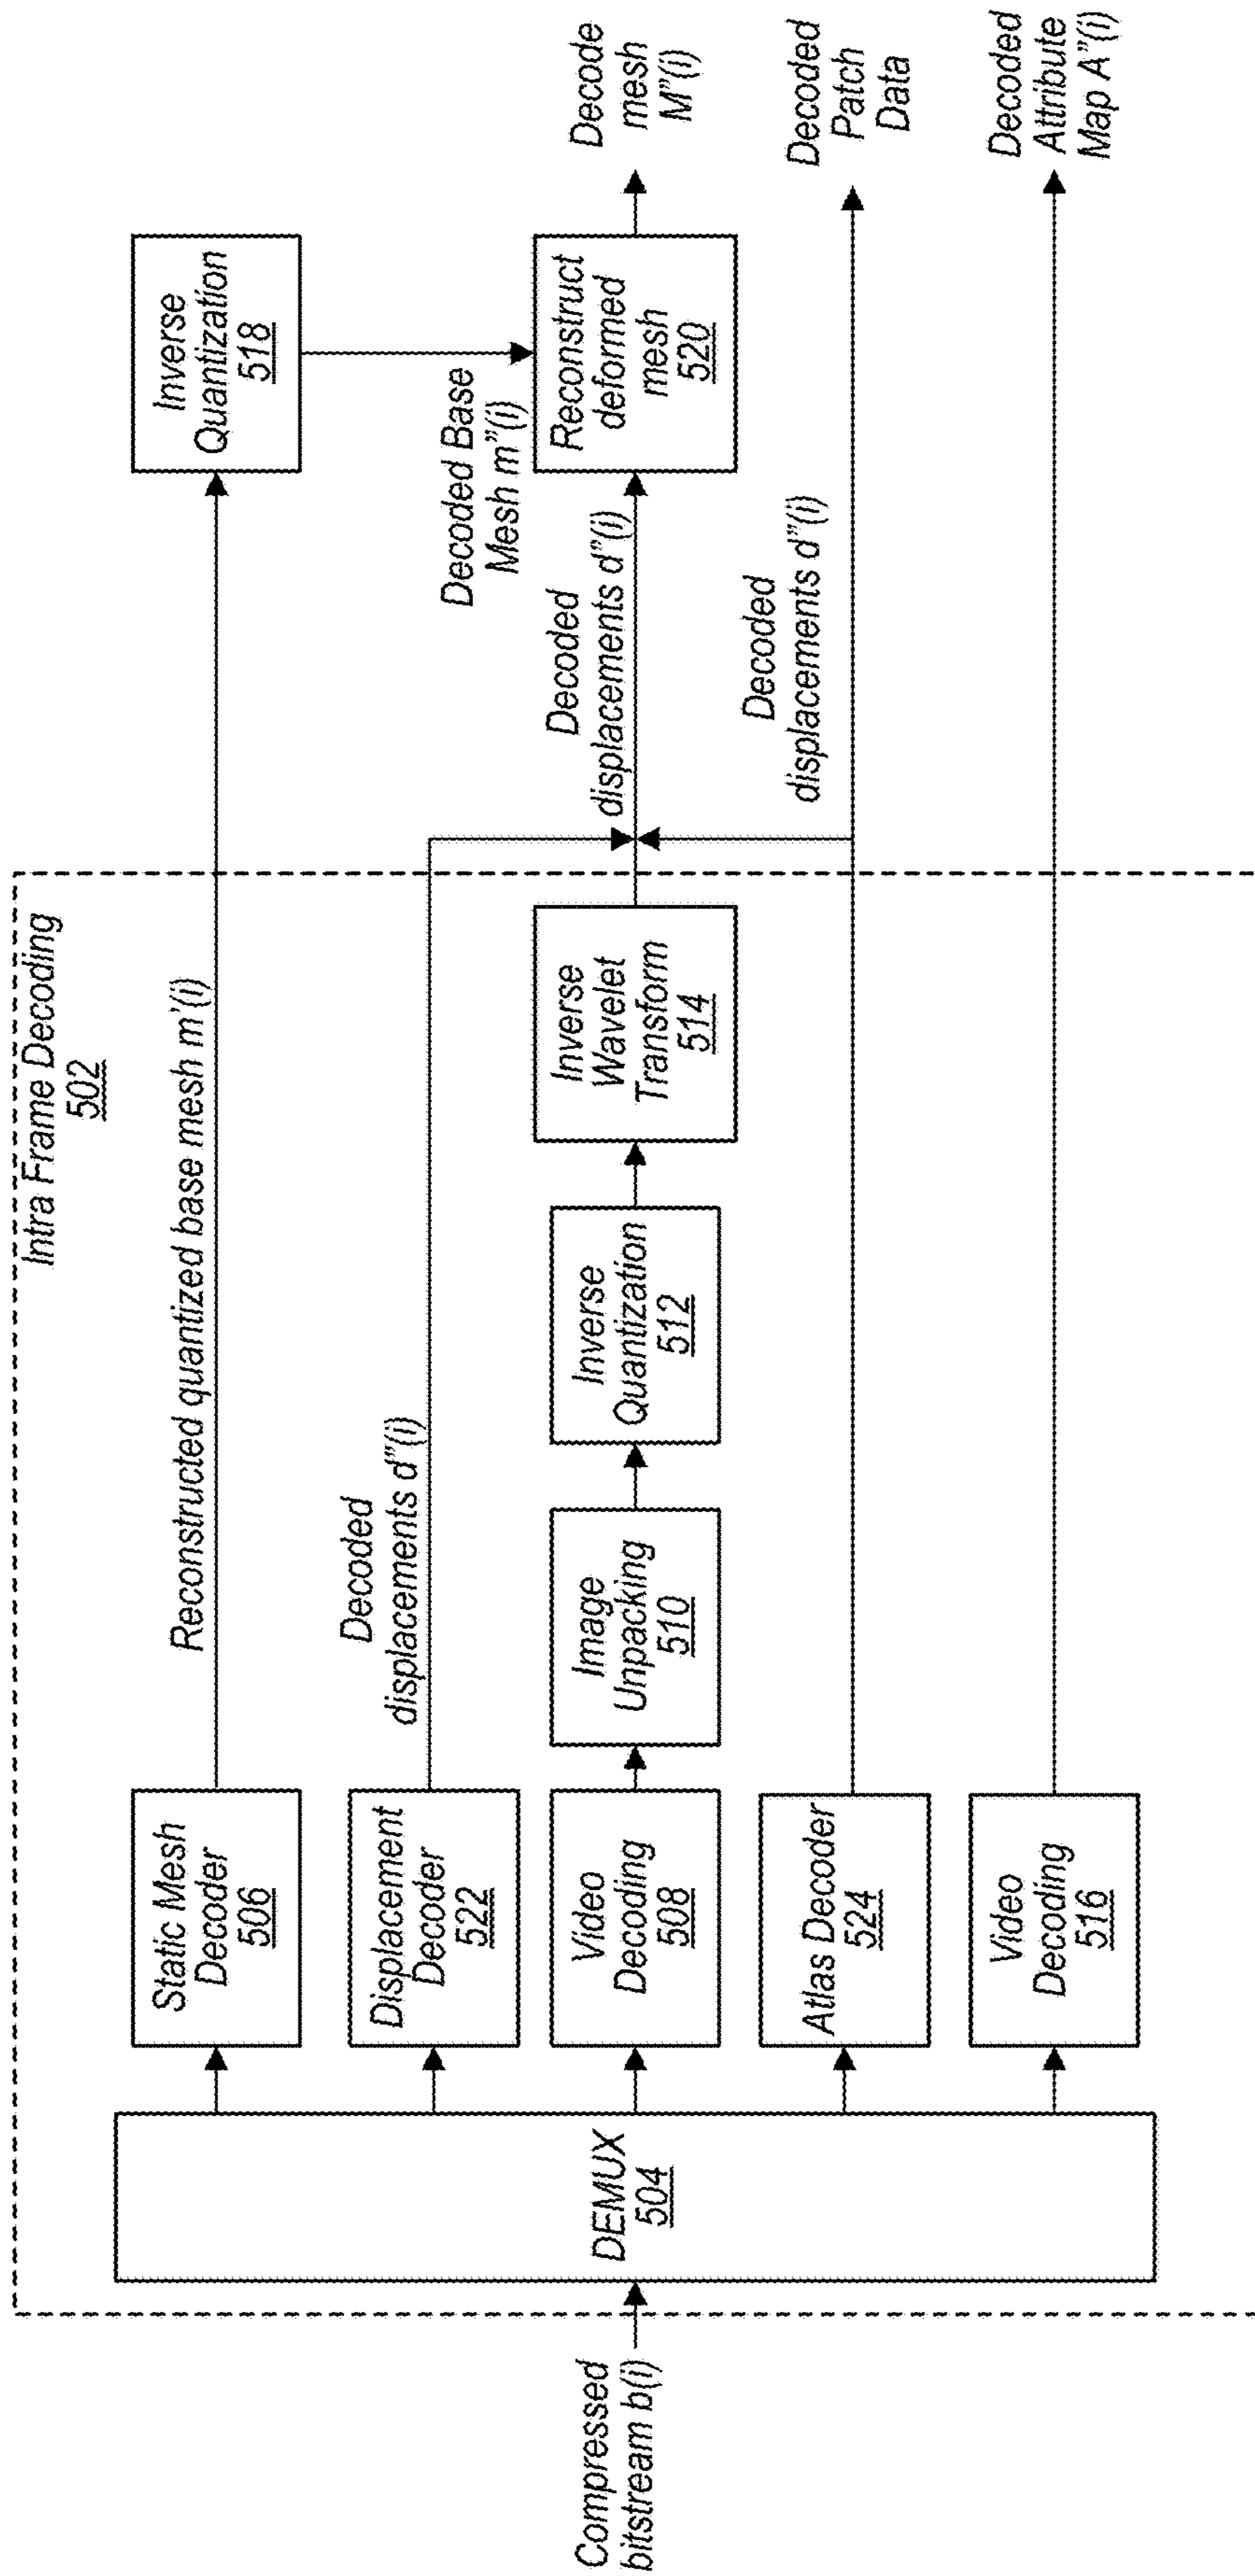 Intra Frame Decoding
502
Compressed
bitstream b(i)
DEMUX
504
Static Mesh
Decoder
506
Reconstructed quantized base mesh m'(i)
Inverse
Quantization
518
Displacement
Decoder
522
Decoded
displacements d"(i)
Decoded Base
Mesh m"(i)
Video
Decoding
508
Image
Unpacking
510
Inverse
Quantization
512
Inverse
Wavelet
Transform
514
Decoded
displacements d"(i)
Reconstruct
deformed
mesh
520
Decode
mesh
M"(i)
Atlas Decoder
524
Decoded
displacements d"(i)
Decoded
Patch
Data
Video
Decoding
516
Decoded
Attribute
Map A"(i)